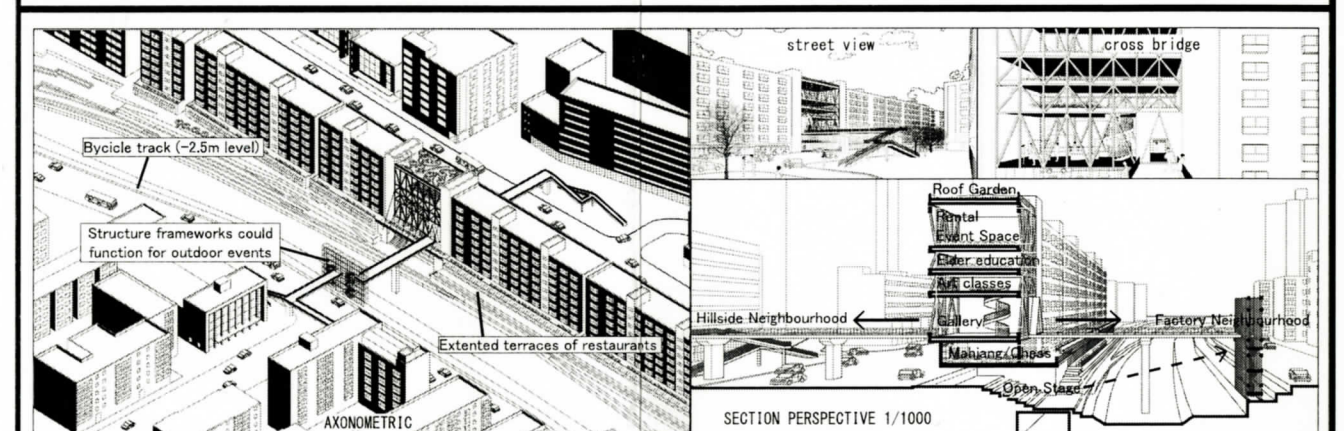 Bycicle track (-2.5m level)
Structure frameworks could
function for outdoor events
Extented terraces of restaurants
AXONOMETRIC
street view
cross bridge
Roof Garden
Rental
Event Space
Elder education
Art classes
Gallery
Hillside Neighbourhood
Factory Neighbourhood
Mahjang/Chess
Open Stage
SECTION PERSPECTIVE 1/1000